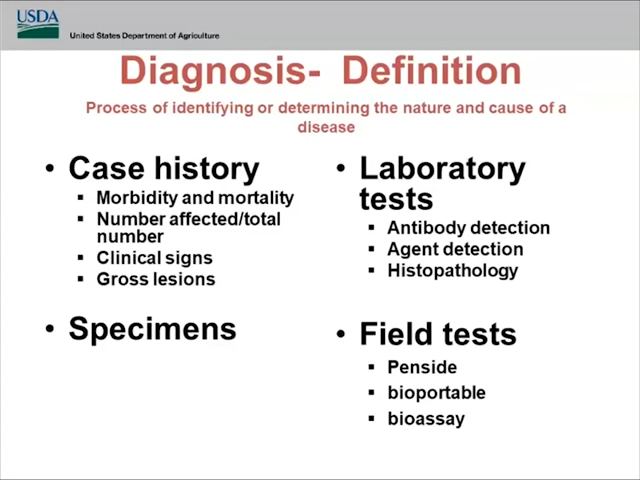 USDA
United States Department of Agriculture
Diagnosis- Definition
Process of identifying or determining the nature and cause of a
disease
• Case history
▪ Morbidity and mortality
▪ Number affected/total
number
▪ Clinical signs
▪ Gross lesions
• Specimens
• Laboratory
tests
▪ Antibody detection
▪ Agent detection
▪ Histopathology
• Field tests
▪ Penside
▪ bioportable
▪ bioassay